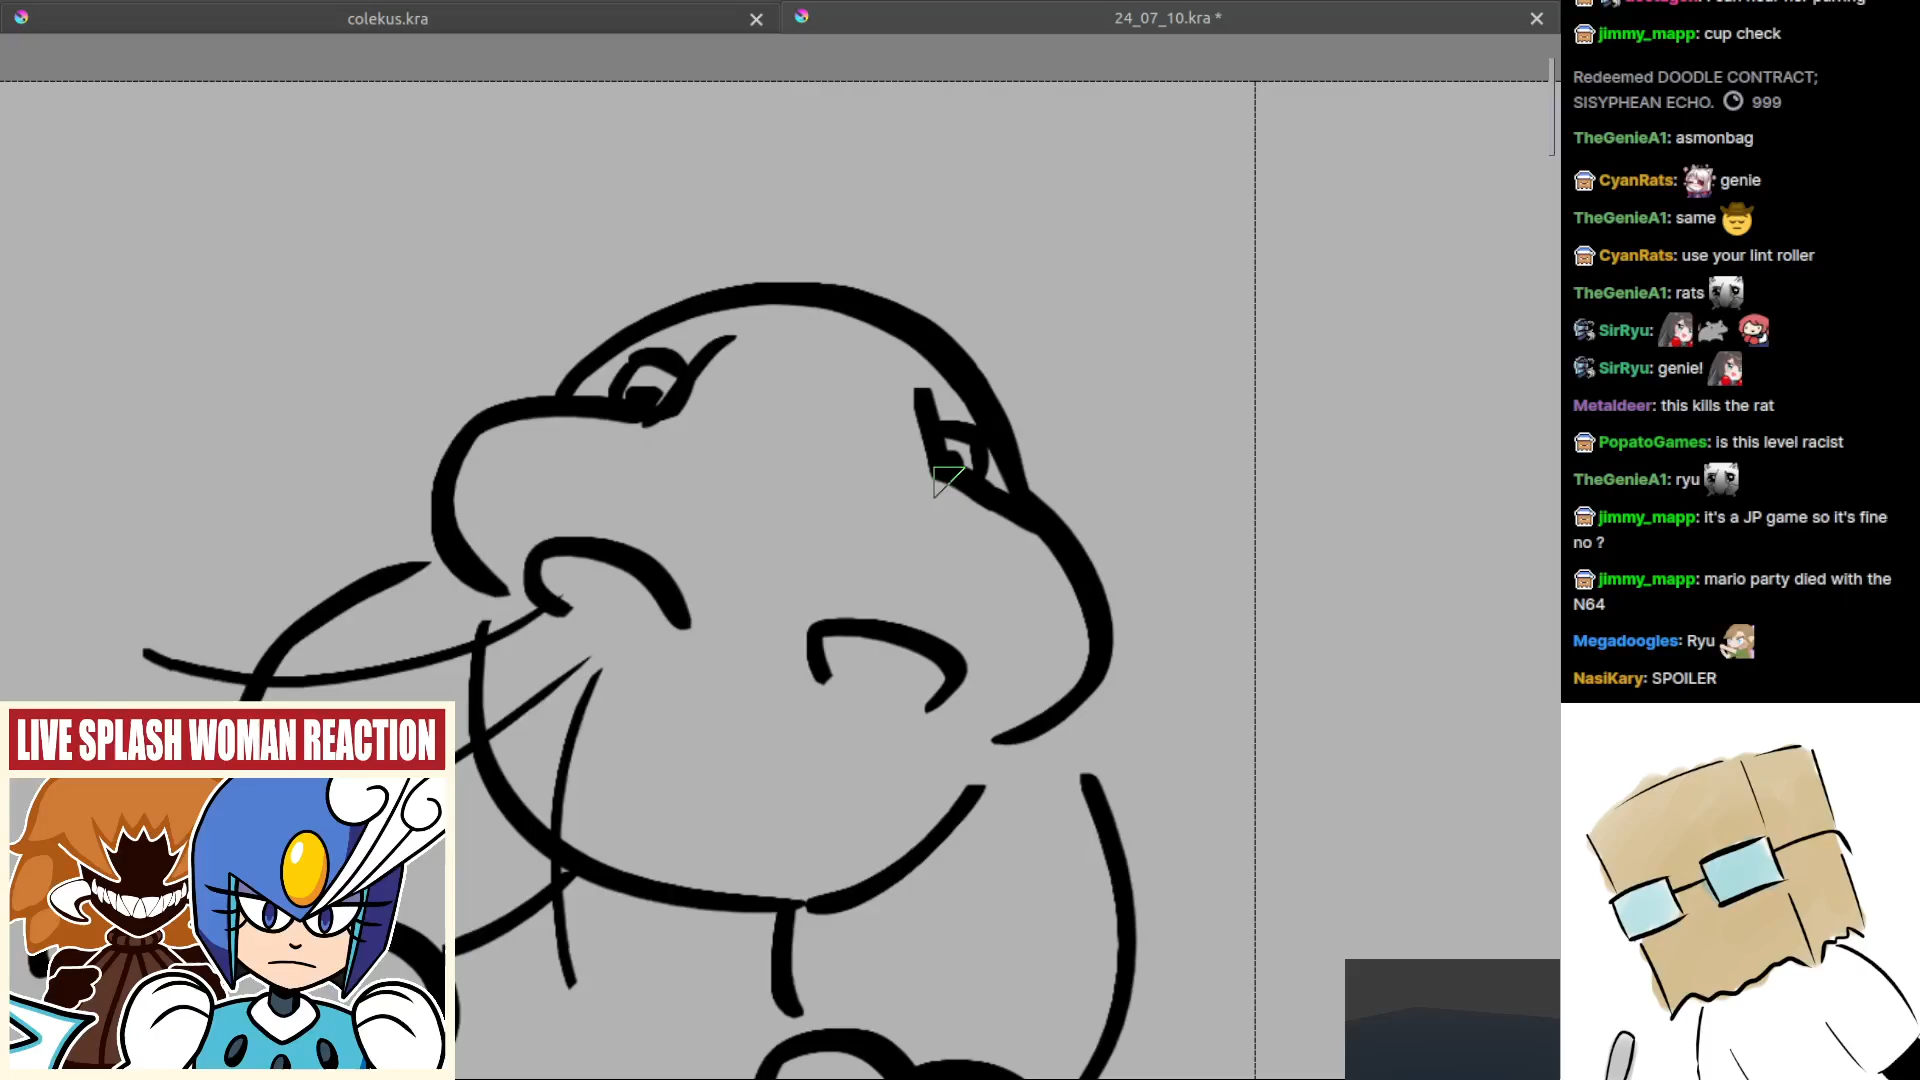 colekus.kra
24_07_10.kra *
jimmy_mapp: cup check
Redeemed DOODLE CONTRACT;
SISYPHEAN ECHO. 999
TheGenieA1: asmonbag
CyanRats: genie
TheGenieA1: same
CyanRats: use your lint roller
TheGenieA1: rats
SirRyu:
SirRyu: genie!
Metaldeer: this kills the rat
PopatoGames: is this level racist
TheGenieA1: ryu
jimmy_mapp: it's a JP game so it's fine
no ?
jimmy_mapp: mario party died with the
N64
Megadoogles: Ryu
NasiKary: SPOILER
LIVE SPLASH WOMAN REACTION